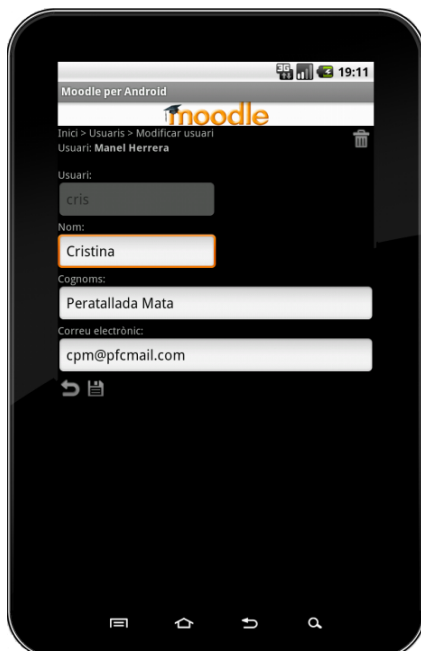 3G 19:11
Moodle per Android
moodle
Inici > Usuaris > Modificar usuari
Usuari: Manel Herrera
Usuari:
cris
Nom:
Cristina
Cognoms:
Peratallada Mata
Correu electrònic:
cpm@pfcmail.com